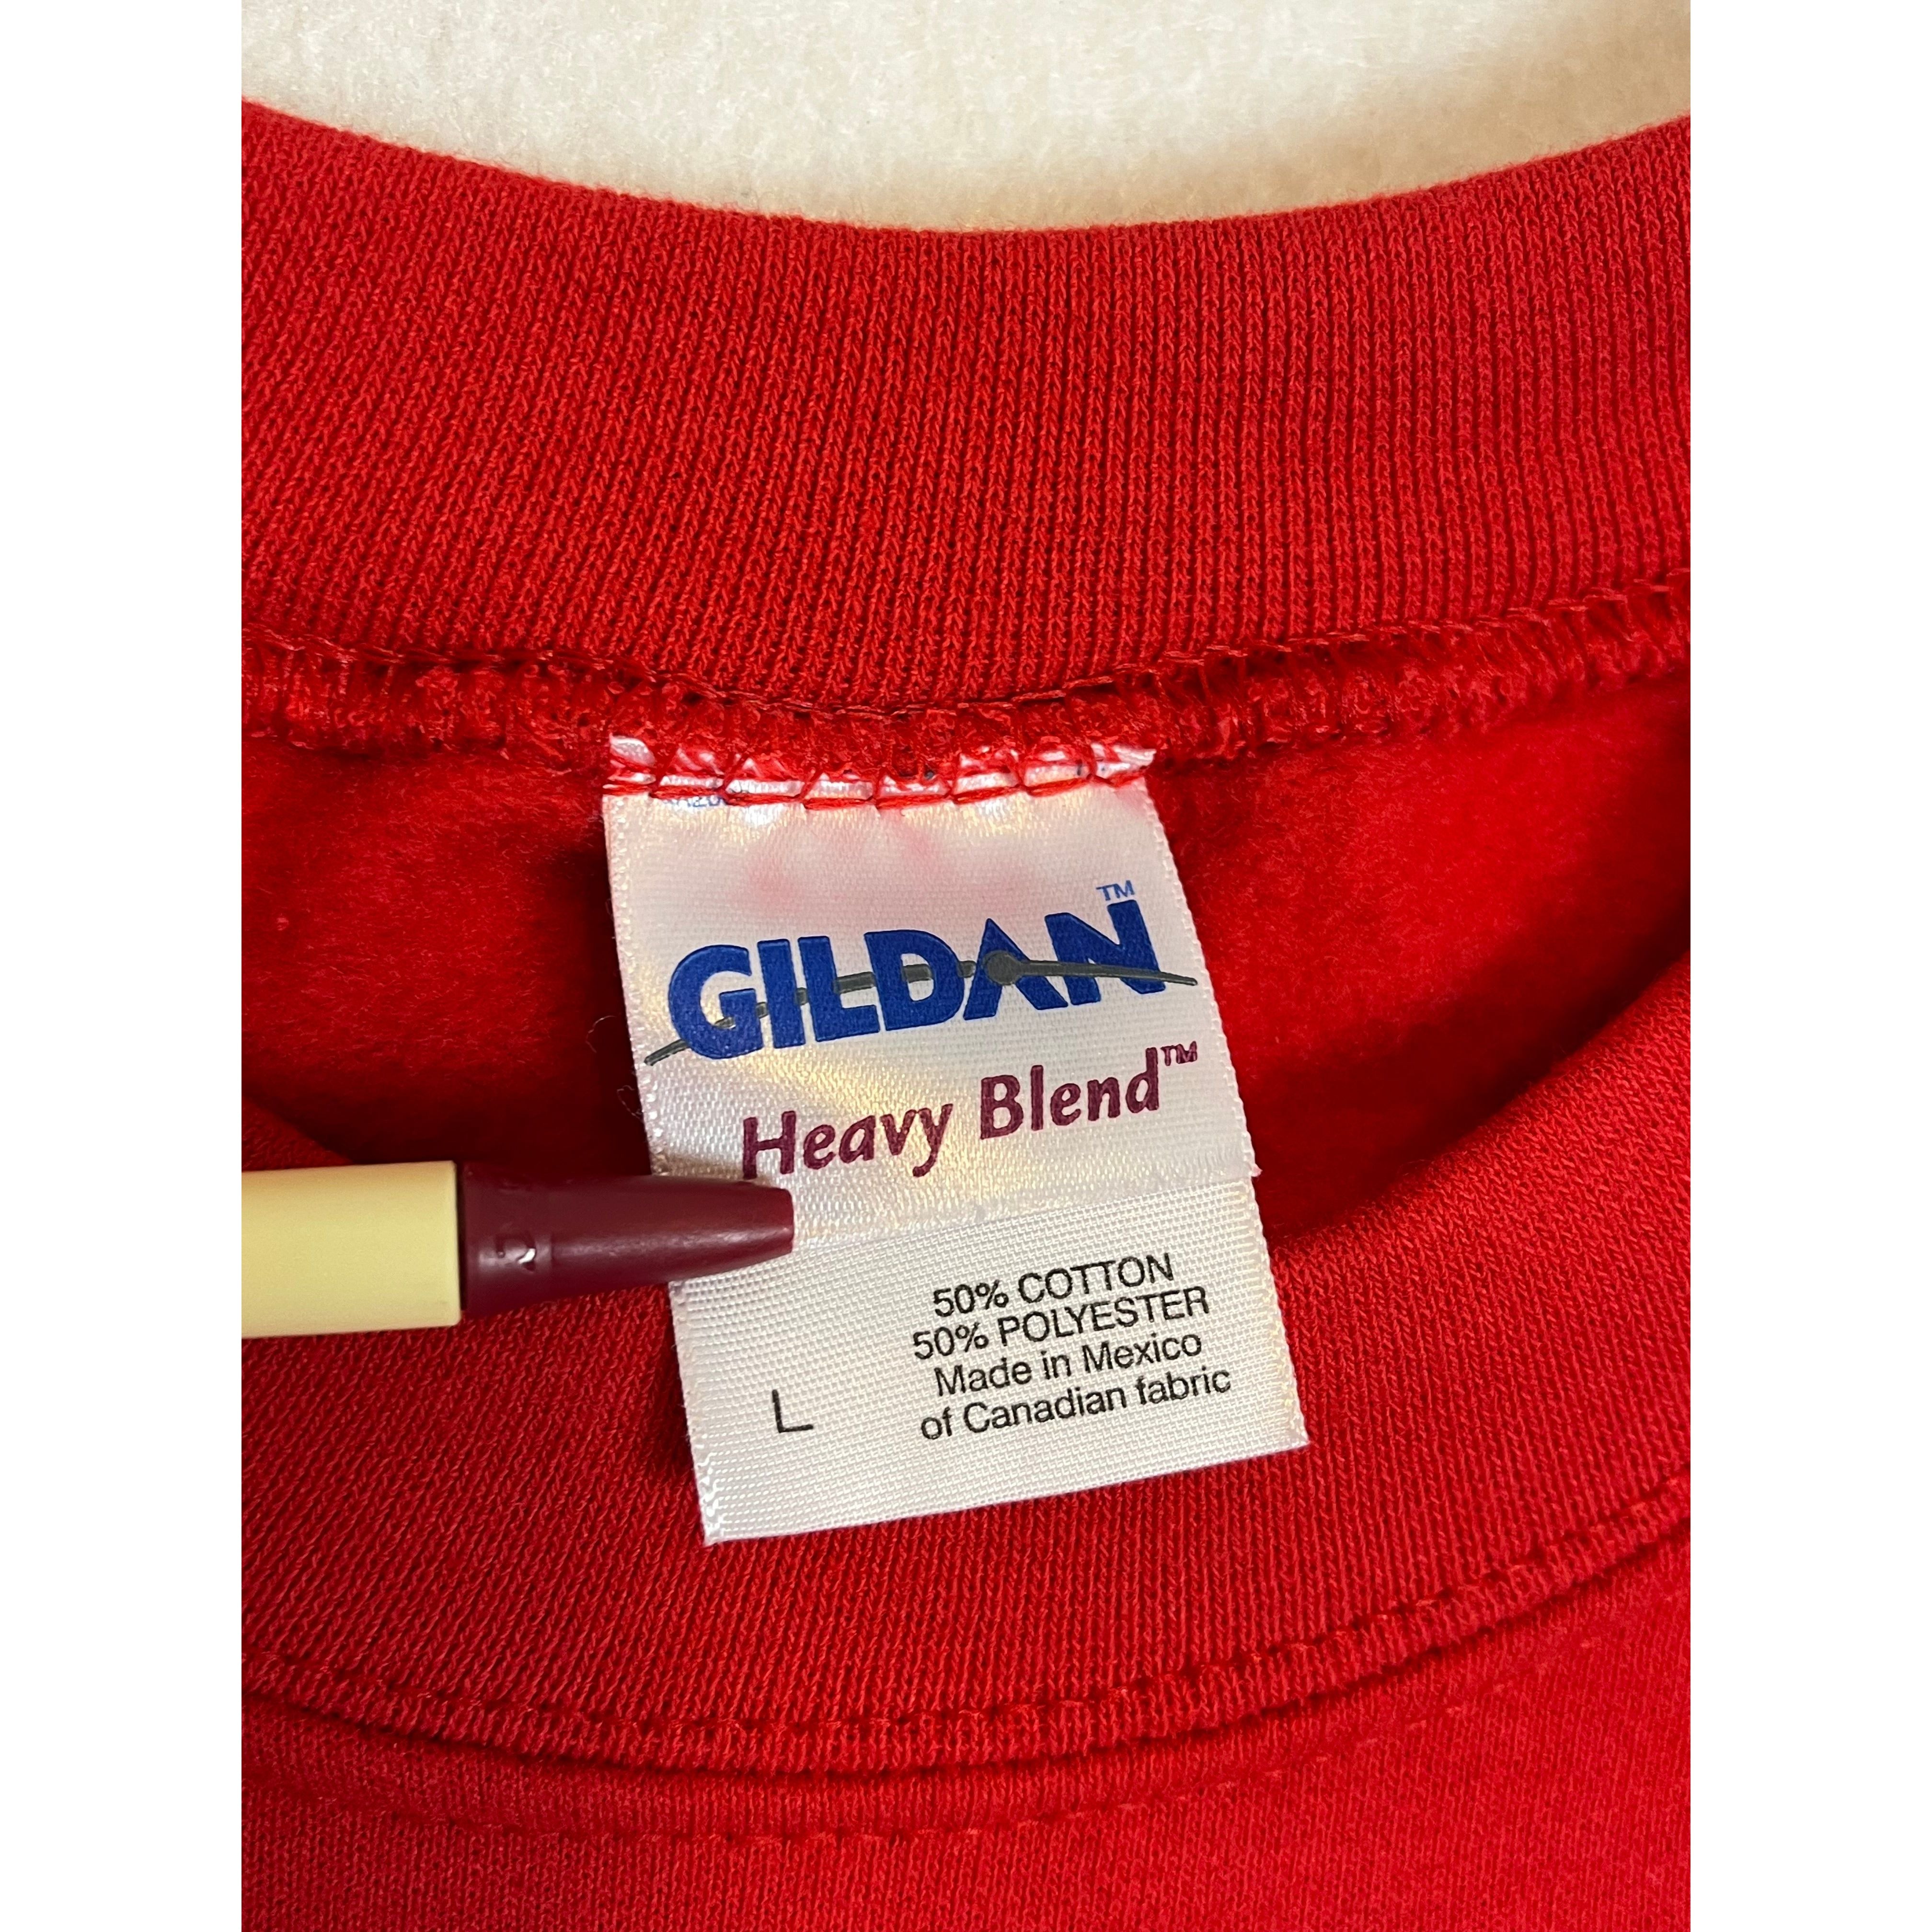 GILDAN™
Heavy Blend™
50% COTTON
50% POLYESTER
Made in Mexico
of Canadian fabric
L